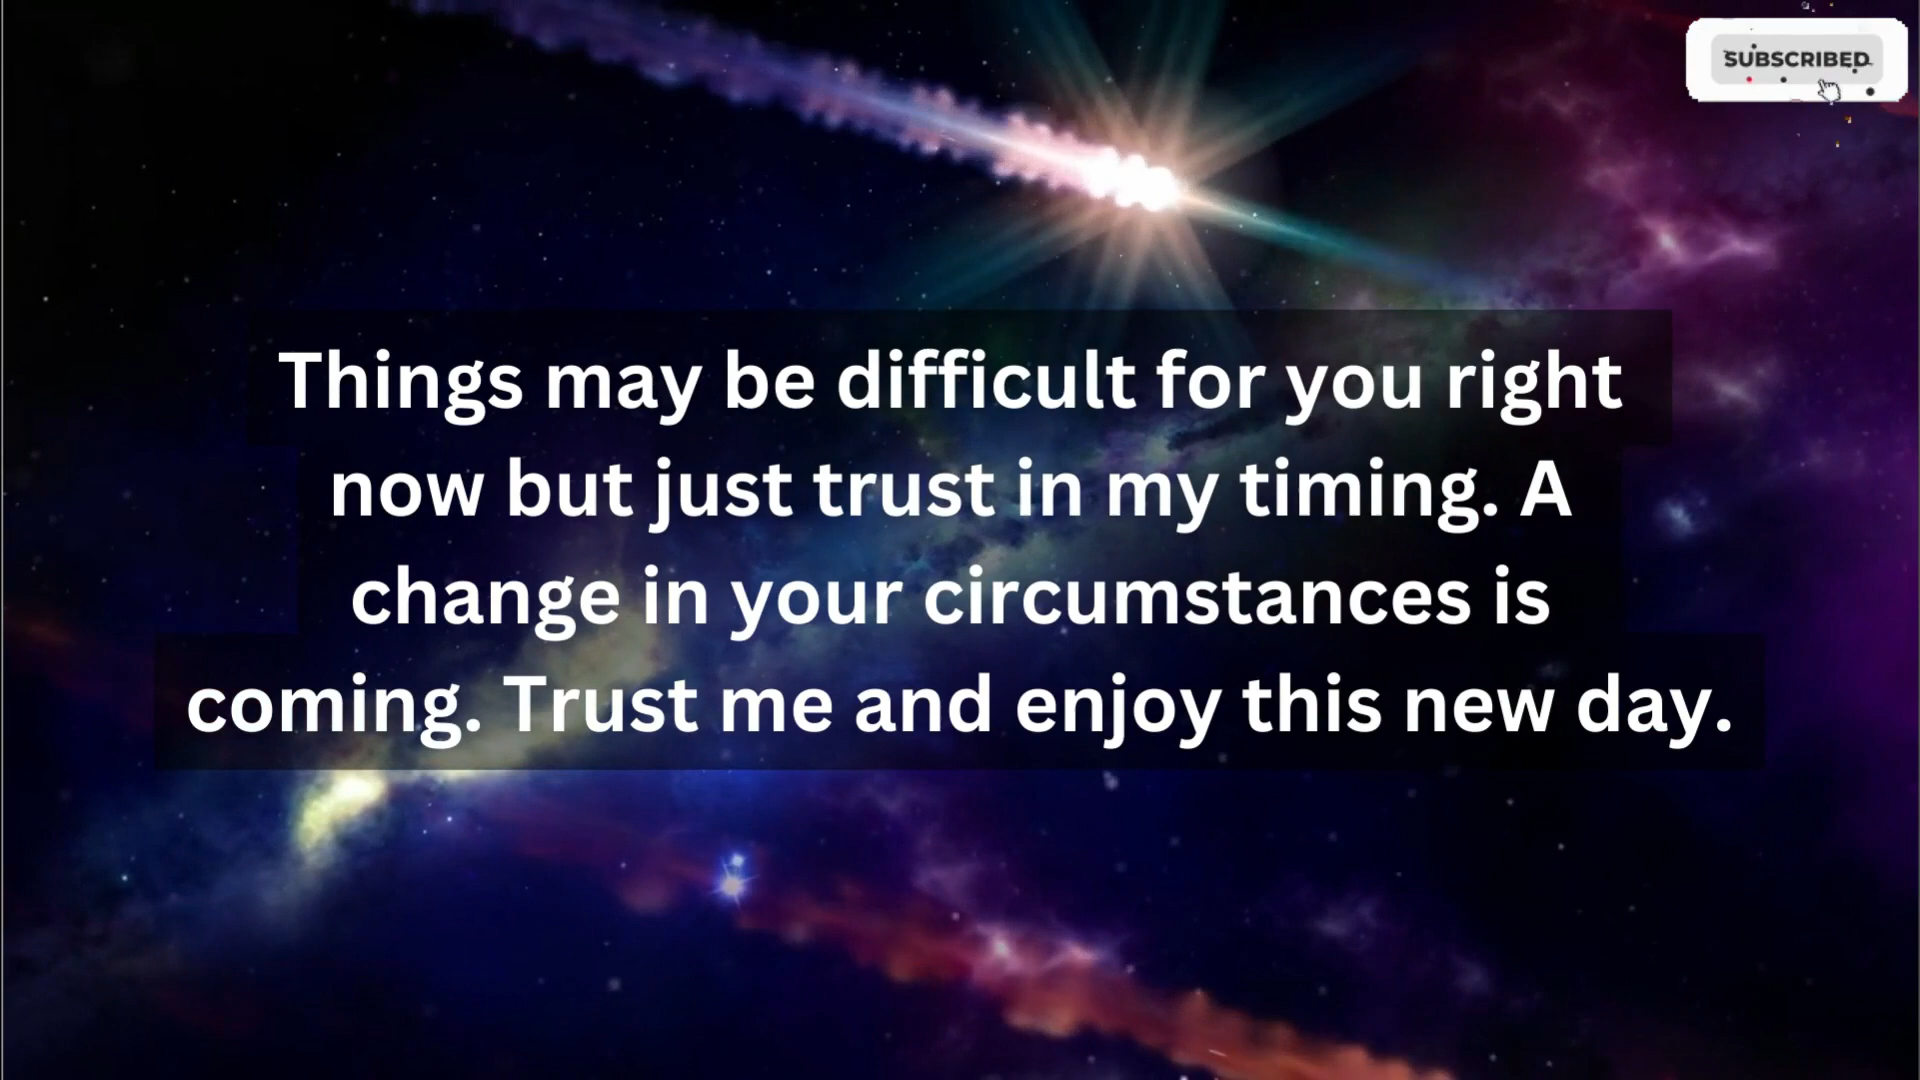 SUBSCRIBED
Things may be difficult for you right
now but just trust in my timing. A
change in your circumstances is
coming. Trust me and enjoy this new day.